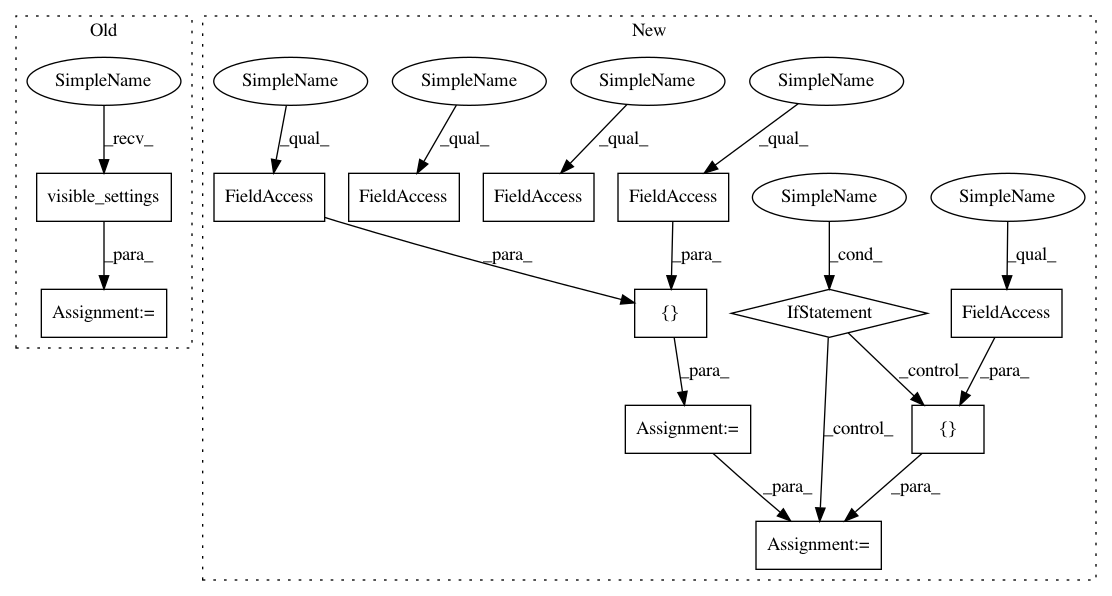 Old
New
SimpleName
SimpleName
SimpleName
SimpleName
SimpleName
_recv_
_qual_
_qual_
_qual_
_qual_
visible_settings
FieldAccess
FieldAccess
FieldAccess
FieldAccess
SimpleName
SimpleName
_para_
_para_
_para_
_cond_
_qual_
Assignment:=
{}
IfStatement
FieldAccess
_para_
_control_
_para_
Assignment:=
_control_
{}
_para_
_para_
Assignment:=